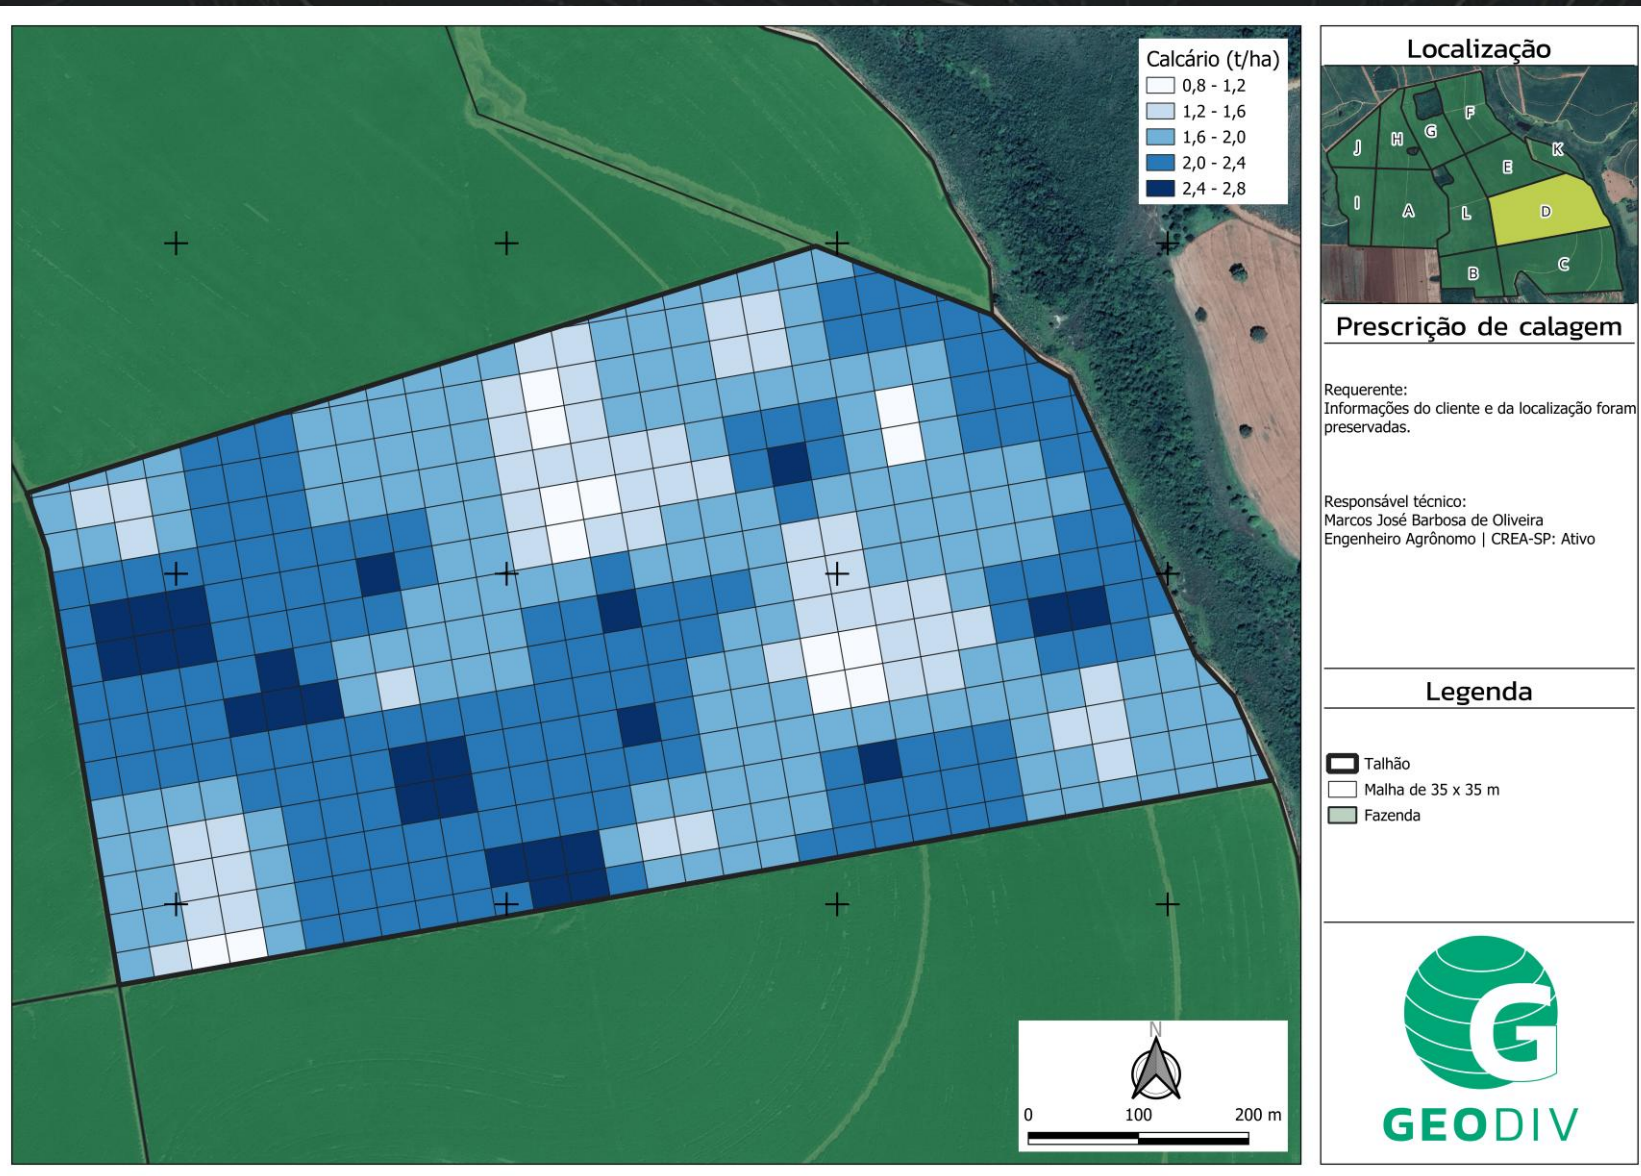 Calcário (t/ha)
0,8 - 1,2
1,2 - 1,6
1,6 - 2,0
2,0 - 2,4
2,4 - 2,8
N
0 100 200 m
Localização
F
G
H
J
K
E
I
A
L
D
B
C
Prescrição de calagem
Requerente:
Informações do cliente e da localização foram
preservadas.
Responsável técnico:
Marcos José Barbosa de Oliveira
Engenheiro Agrônomo | CREA-SP: Ativo
Legenda
Talhão
Malha de 35 x 35 m
Fazenda
G
GEODIV